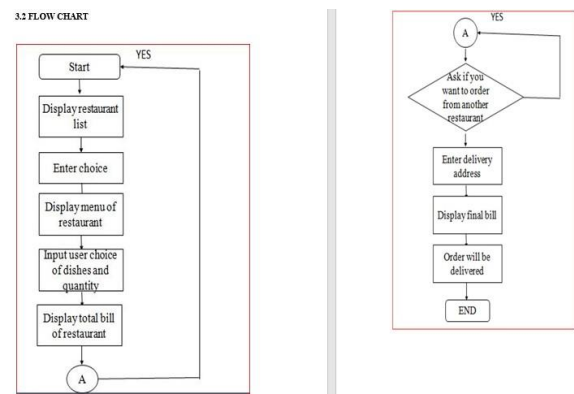 3.2 FLOW CHART
YES
Start
Display restaurant
list
Enter choice
Display menu of
restaurant
Input user choice
of dishes and
quantity
Display total bill
of restaurant
A
YES
A
Ask if you
want to order
from another
restaurant
Enter delivery
address
Display final bill
Order will be
delivered
END